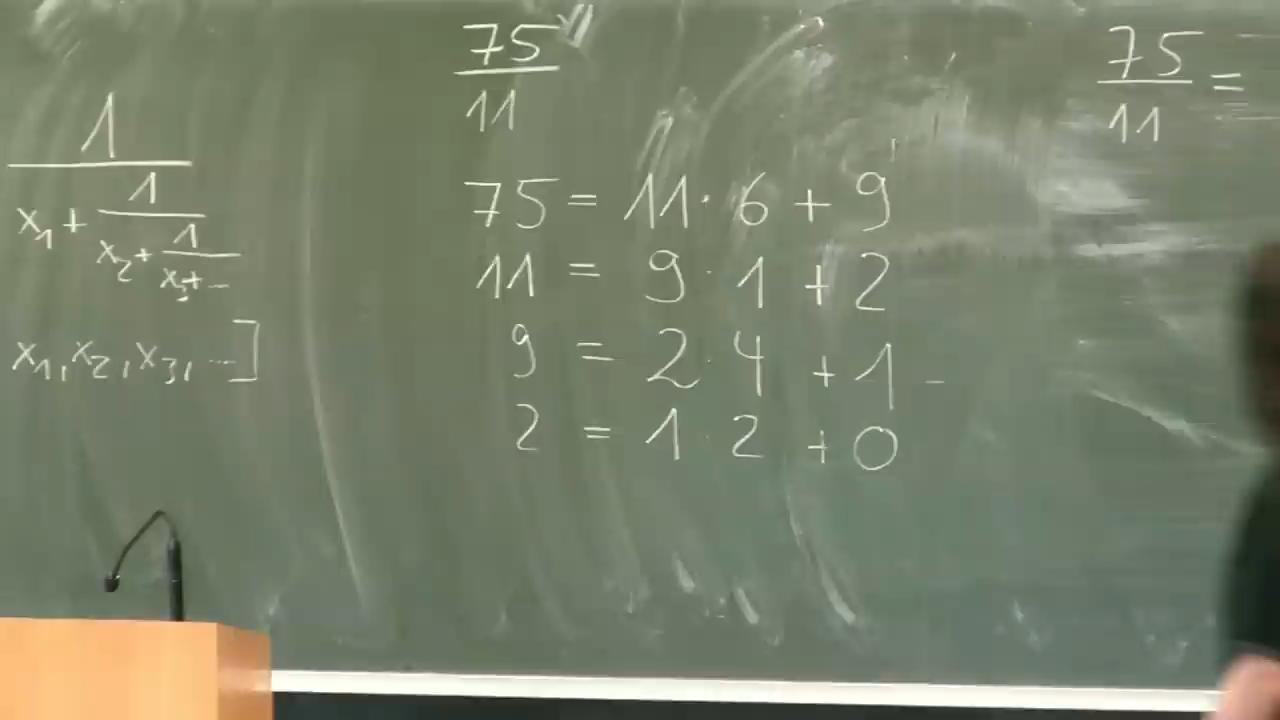 1
x₁ + 1
x₂ + 1
x₃ + ...
x₁, x₂, x₃, ...]
75
11
75 = 11 · 6 + 9
11 = 9 · 1 + 2
9 = 2 · 4 + 1
2 = 1 · 2 + 0
75
11 =